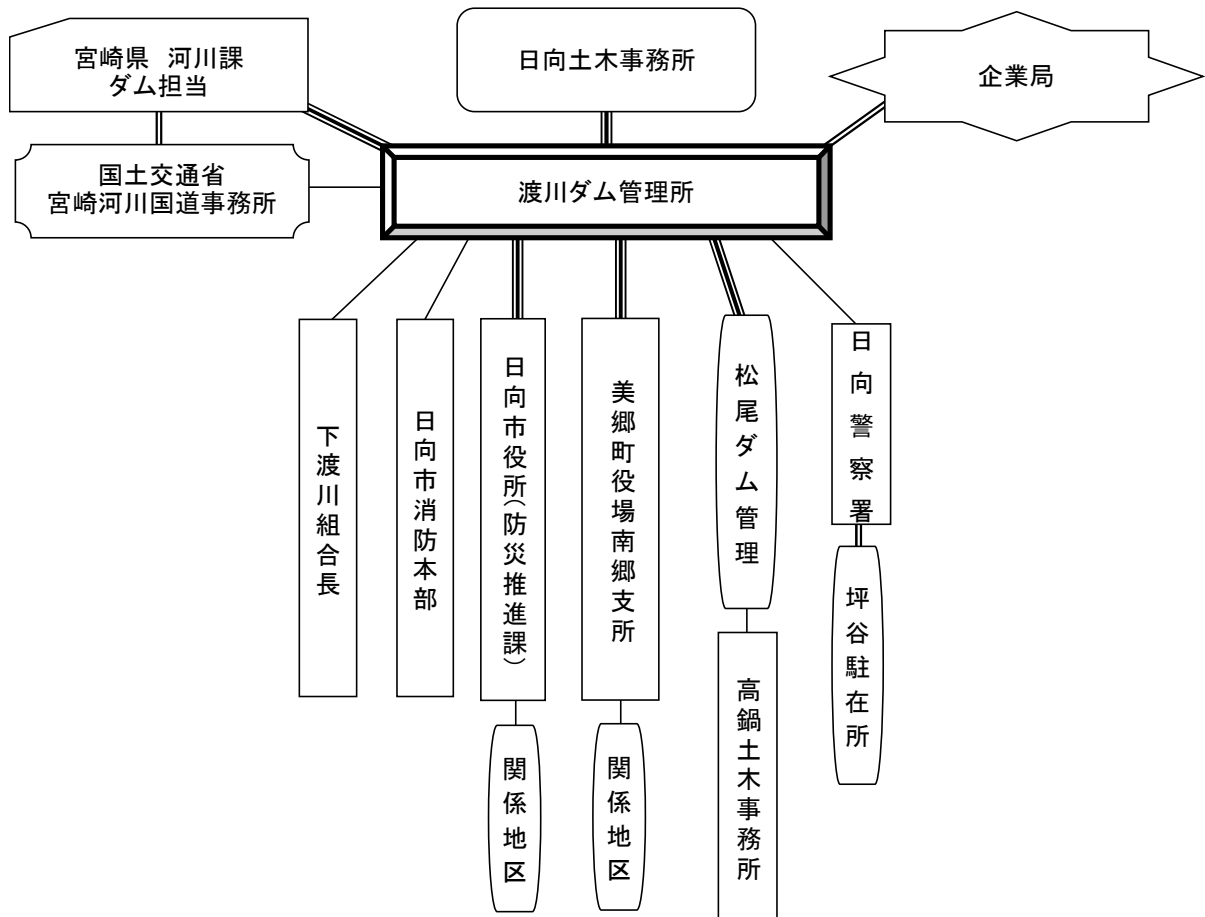 宮崎県 河川課
ダム担当
日向土木事務所
企業局
国土交通省
宮崎河川国道事務所
渡川ダム管理所
下渡川組合長
日向市消防本部
日向市役所(防災推進課)
美郷町役場南郷支所
松尾ダム管理
日向警察署
関係地区
関係地区
高鍋土木事務所
坪谷駐在所